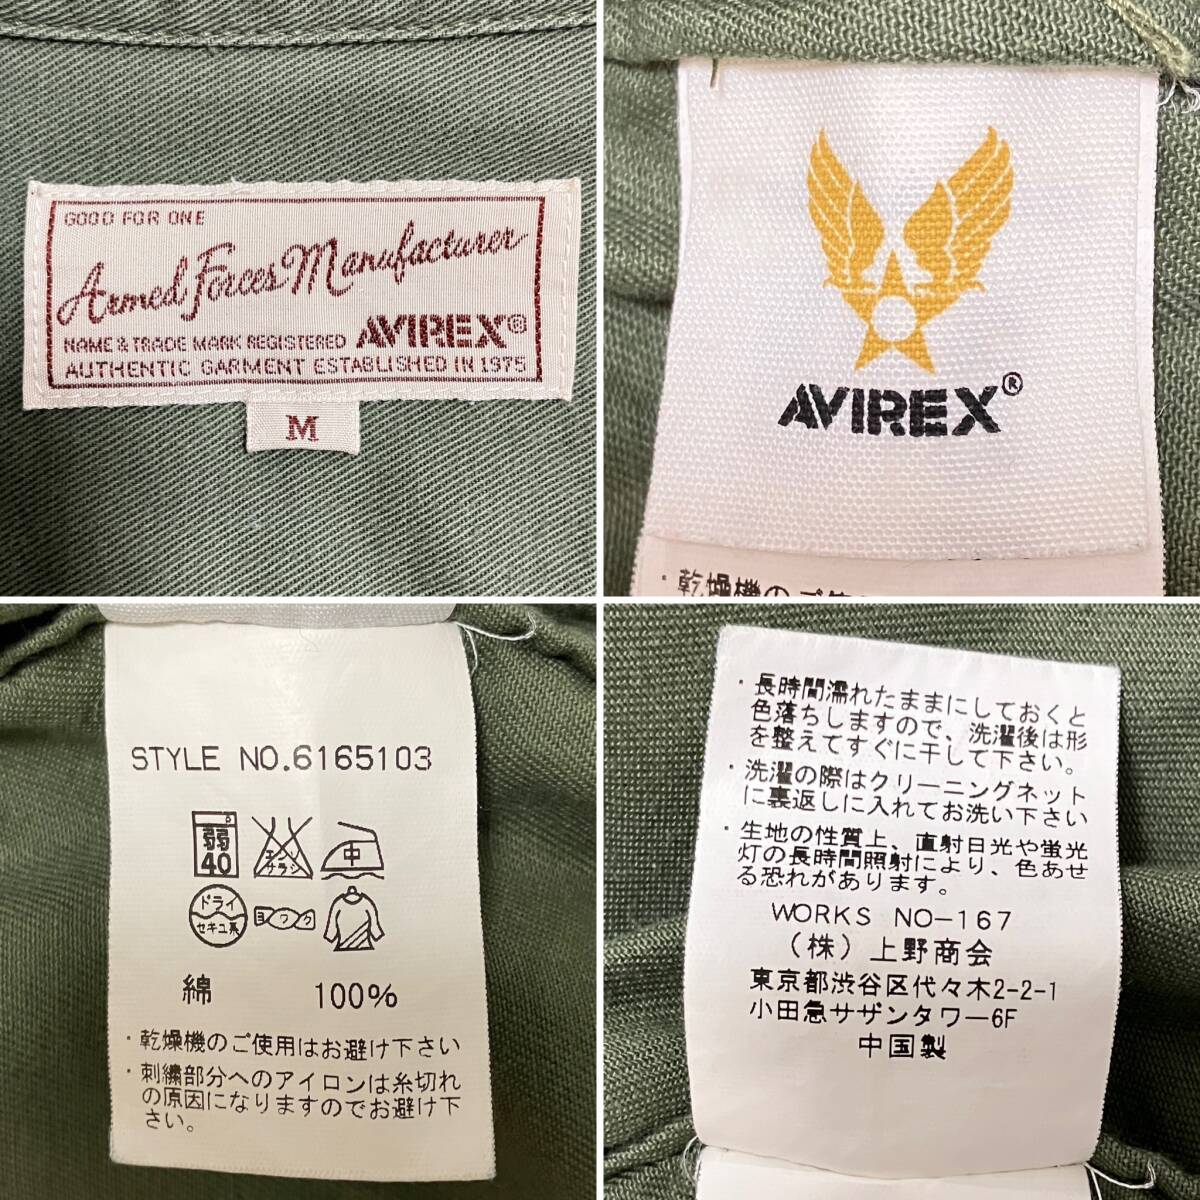 GOOD FOR ONE
Armed Forces Manufacturer
NAME & TRADE MARK REGISTERED AVIREX®
AUTHENTIC GARMENT ESTABLISHED IN 1975
M
AVIREX®
・乾燥機のご使
STYLE NO.6165103
弱 40 エンソ サラシ 中
ドライ セキユ系 ヨワク
綿 100%
・乾燥機のご使用はお避け下さい
・刺繍部分へのアイロンは糸切れ
の原因になりますのでお避け下
さい。
・長時間濡れたままにしておくと
色落ちしますので、洗濯後は形
を整えてすぐに干して下さい。
・洗濯の際はクリーニングネット
に裏返しに入れてお洗い下さい
・生地の性質上、直射日光や蛍光
灯の長時間照射により、色あせ
る恐れがあります。
WORKS NO-167
(株)上野商会
東京都渋谷区代々木2-2-1
小田急サザンタワー6F
中国製